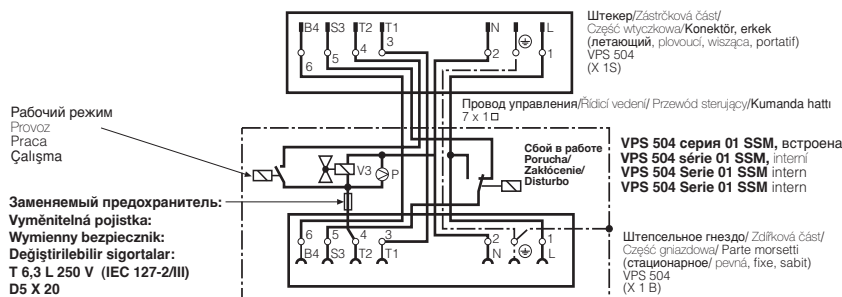 B4 S3 T2 T1 N L
3
6 5 4 2 1
Штекер/Zástrčková část/
Część wtyczkowa/Konektör, erkek
(летающий, plovoucí, wisząca, portatif)
VPS 504
(X 1S)
Провод управления/Řídicí vedení/ Przewód sterujący/Kumanda hattı
7 x 1□
Рабочий режим
Provoz
Praca
Çalışma
V3 P
Сбой в работе
Porucha/
Zakłócenie/
Disturbo
VPS 504 серия 01 SSM, встроена
VPS 504 série 01 SSM, interní
VPS 504 Serie 01 SSM intern
VPS 504 Serie 01 SSM intern
Заменяемый предохранитель:
Vyměnitelná pojistka:
Wymienny bezpiecznik:
Değiştirilebilir sigortalar:
T 6,3 L 250 V (IEC 127-2/III)
D5 X 20
6 5 4 3 2 1
B4 S3 T2 T1 N L
Штепсельное гнездо/ Zdířková část/
Część gniazdowa/ Parte morsetti
(стационарное/ pevná, fixe, sabit)
VPS 504
(X 1 B)